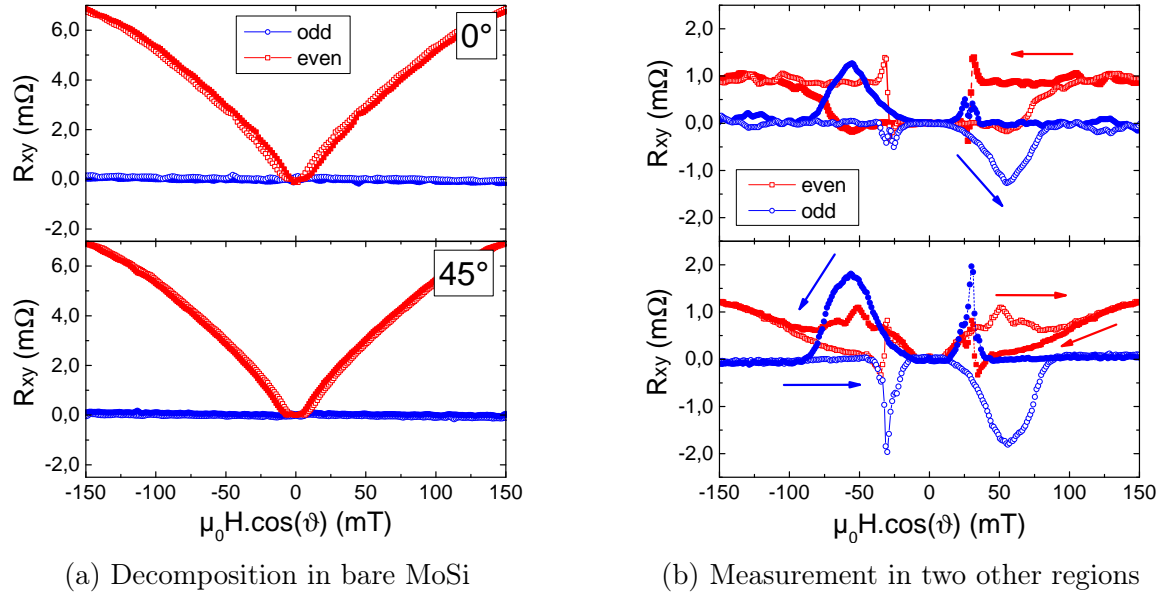 6,0
4,0
2,0
0,0
-2,0
odd
even
0°
Rxy (mΩ)
6,0
4,0
2,0
0,0
-2,0
45°
Rxy (mΩ)
-150 -100 -50 0 50 100 150
μ₀H.cos(ϑ) (mT)
(a) Decomposition in bare MoSi
2,0
1,0
0,0
-1,0
-2,0
even
odd
Rxy (mΩ)
2,0
1,0
0,0
-1,0
-2,0
Rxy (mΩ)
-150 -100 -50 0 50 100 150
μ₀H.cos(ϑ) (mT)
(b) Measurement in two other regions